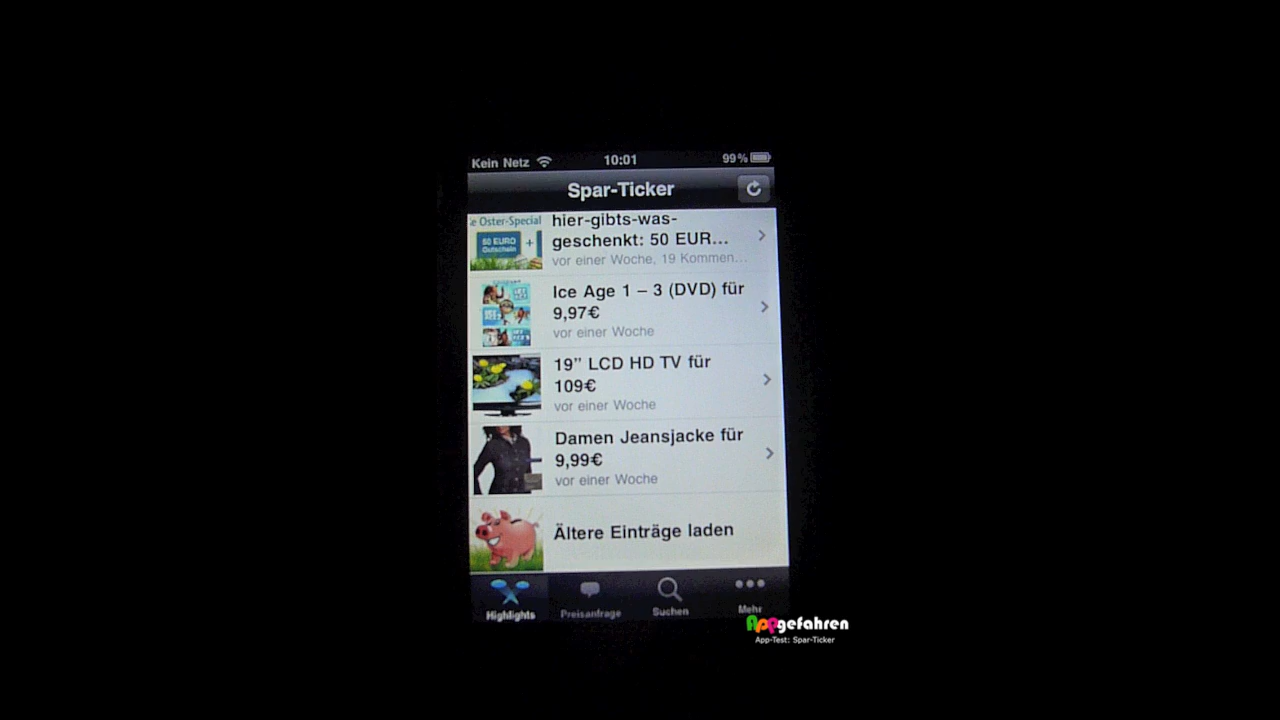 Kein Netz 10:01 99%
Spar-Ticker
e Oster-Special
50 EURO
Gutschein
+
hier-gibts-was-
geschenkt: 50 EUR...
vor einer Woche, 19 Kommen...
Ice Age 1 – 3 (DVD) für
9,97€
vor einer Woche
19” LCD HD TV für
109€
vor einer Woche
Damen Jeansjacke für
9,99€
vor einer Woche
Ältere Einträge laden
Highlights Preisanfrage Suchen Mehr
Appgefahren
App-Test: Spar-Ticker